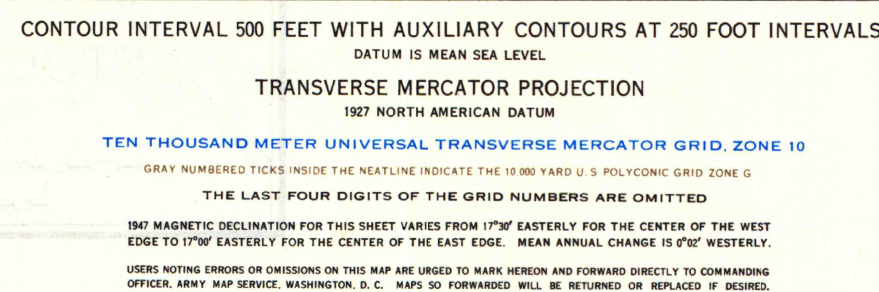 CONTOUR INTERVAL 500 FEET WITH AUXILIARY CONTOURS AT 250 FOOT INTERVALS
DATUM IS MEAN SEA LEVEL
TRANSVERSE MERCATOR PROJECTION
1927 NORTH AMERICAN DATUM
TEN THOUSAND METER UNIVERSAL TRANSVERSE MERCATOR GRID, ZONE 10
GRAY NUMBERED TICKS INSIDE THE NEATLINE INDICATE THE 10 000 YARD U.S POLYCONIC GRID ZONE G
THE LAST FOUR DIGITS OF THE GRID NUMBERS ARE OMITTED
1947 MAGNETIC DECLINATION FOR THIS SHEET VARIES FROM 17°30′ EASTERLY FOR THE CENTER OF THE WEST
EDGE TO 17°00′ EASTERLY FOR THE CENTER OF THE EAST EDGE. MEAN ANNUAL CHANGE IS 0°02′ WESTERLY.
USERS NOTING ERRORS OR OMISSIONS ON THIS MAP ARE URGED TO MARK HEREON AND FORWARD DIRECTLY TO COMMANDING
OFFICER, ARMY MAP SERVICE, WASHINGTON, D. C. MAPS SO FORWARDED WILL BE RETURNED OR REPLACED IF DESIRED.